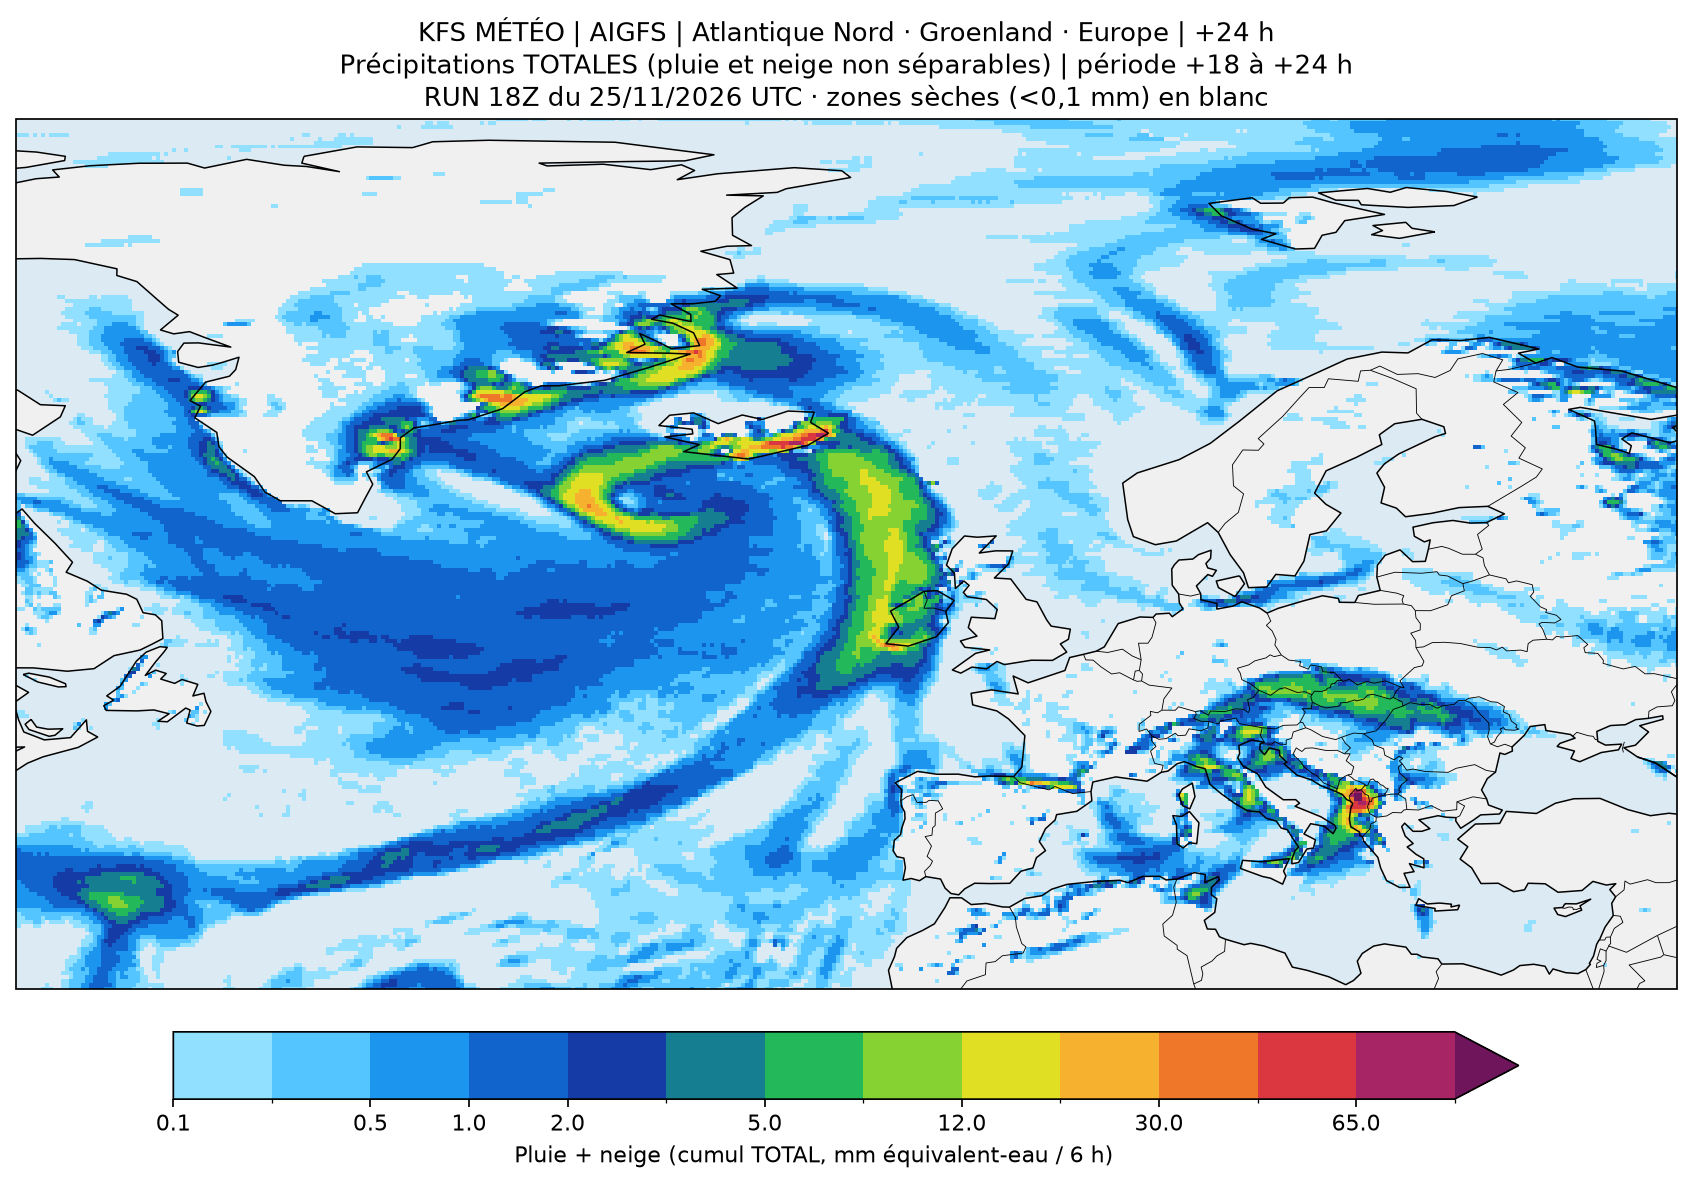 KFS MÉTÉO | AIGFS | Atlantique Nord · Groenland · Europe | +24 h
Précipitations TOTALES (pluie et neige non séparables) | période +18 à +24 h
RUN 18Z du 25/11/2026 UTC · zones sèches (<0,1 mm) en blanc
0.1 0.5 1.0 2.0 5.0 12.0 30.0 65.0
Pluie + neige (cumul TOTAL, mm équivalent-eau / 6 h)